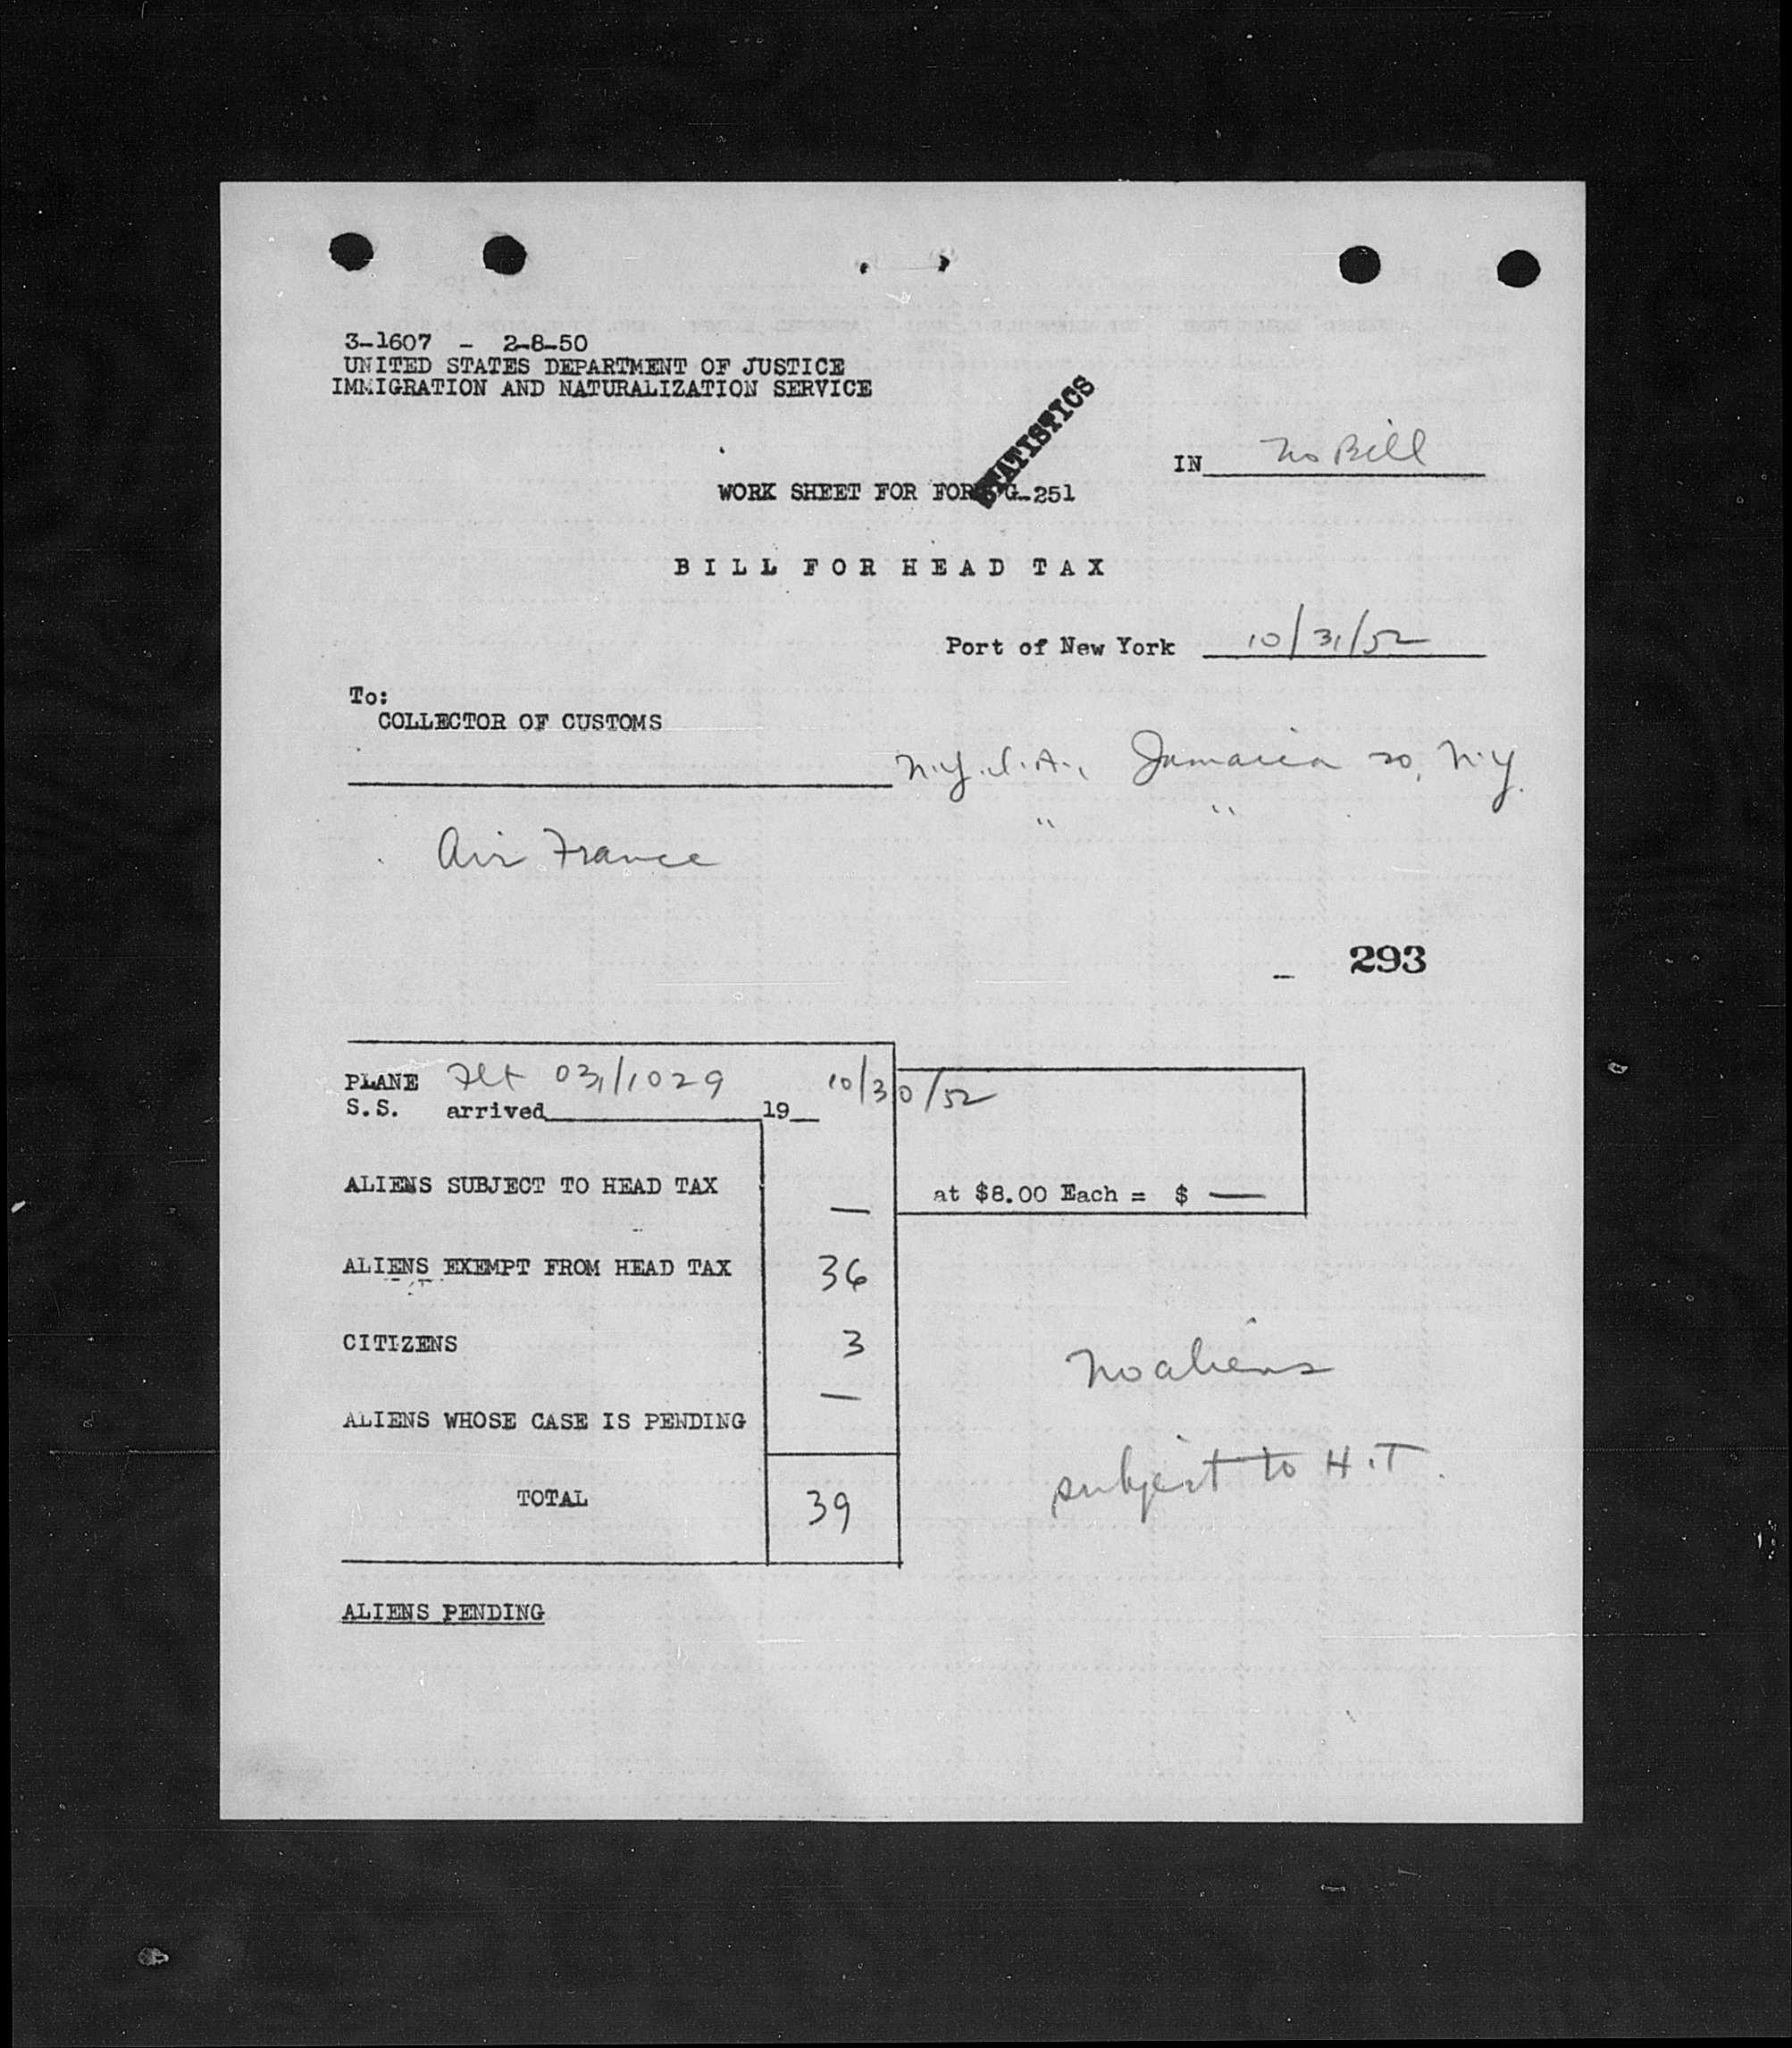 3-1607 - 2-8-50
UNITED STATES DEPARTMENT OF JUSTICE
IMMIGRATION AND NATURALIZATION SERVICE
STATISTICS
IN No Bill
WORK SHEET FOR FORM G-251
BILL FOR HEAD TAX
Port of New York 10/31/52
To:
COLLECTOR OF CUSTOMS
N.Y.I.A., Jamaica 20, N.Y.
" "
Air France
- 293
PLANE Flt 031/1029 10/30/52
S.S. arrived 19
ALIENS SUBJECT TO HEAD TAX — at $8.00 Each = $ —
ALIENS EXEMPT FROM HEAD TAX 36
CITIZENS 3
No aliens
ALIENS WHOSE CASE IS PENDING —
subject to H.T.
TOTAL 39
ALIENS PENDING